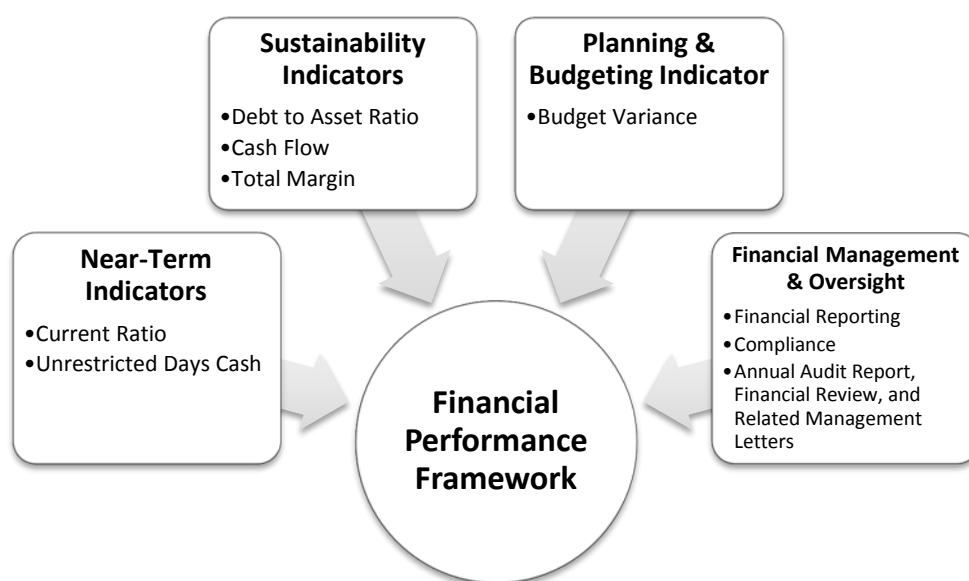 Sustainability
Indicators
•Debt to Asset Ratio
•Cash Flow
•Total Margin
Planning &
Budgeting Indicator
•Budget Variance
Near-Term
Indicators
•Current Ratio
•Unrestricted Days Cash
Financial Management
& Oversight
•Financial Reporting
•Compliance
•Annual Audit Report,
Financial Review, and
Related Management
Letters
Financial
Performance
Framework